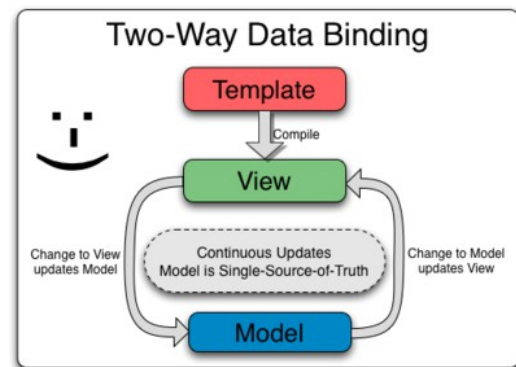 Two-Way Data Binding
Template
Compile
View
Change to View
updates Model
Continuous Updates
Model is Single-Source-of-Truth
Change to Model
updates View
Model